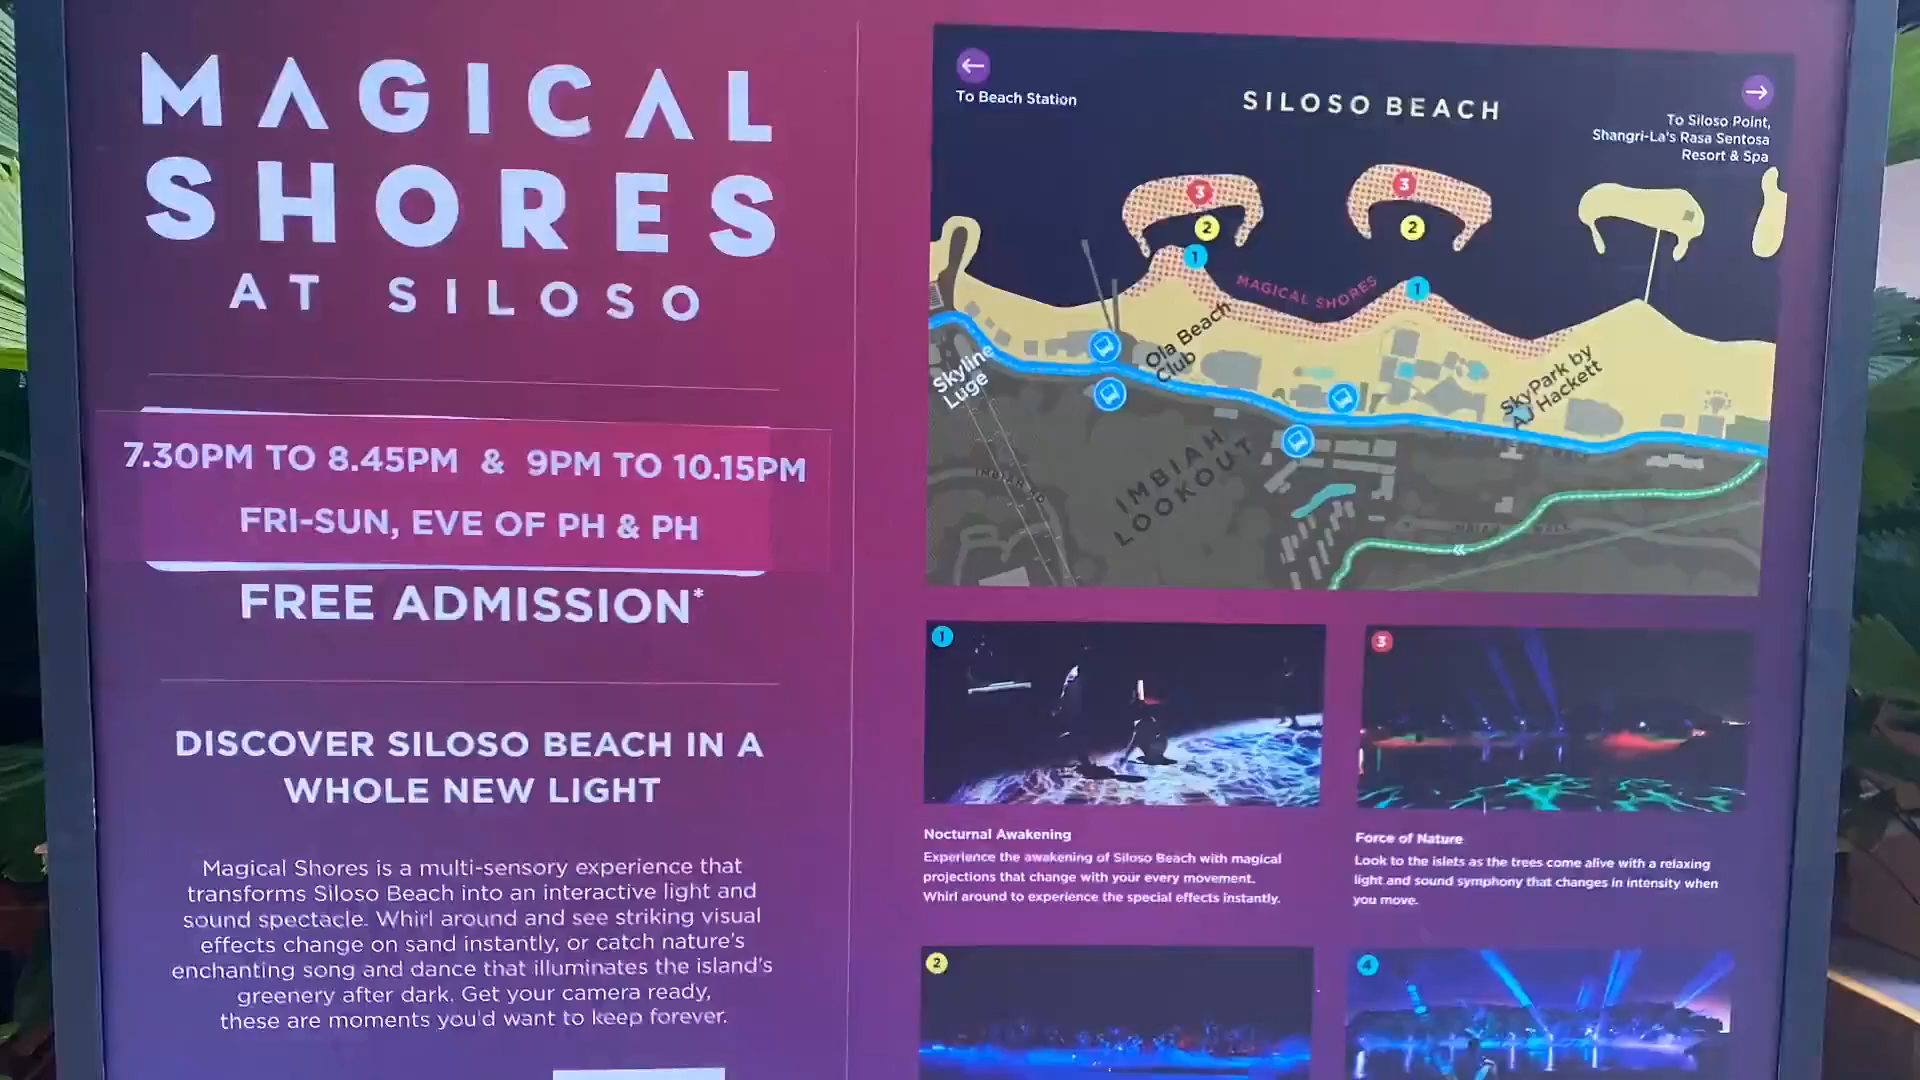 MAGICAL
SHORES
AT SILOSO
7.30PM TO 8.45PM & 9PM TO 10.15PM
FRI-SUN, EVE OF PH & PH
FREE ADMISSION*
DISCOVER SILOSO BEACH IN A
WHOLE NEW LIGHT
Magical Shores is a multi-sensory experience that
transforms Siloso Beach into an interactive light and
sound spectacle. Whirl around and see striking visual
effects change on sand instantly, or catch nature's
enchanting song and dance that illuminates the island's
greenery after dark. Get your camera ready,
these are moments you'd want to keep forever.
To Beach Station
SILOSO BEACH
To Siloso Point,
Shangri-La's Rasa Sentosa
Resort & Spa
3
3
2
2
1
1
MAGICAL SHORES
Skyline
Luge
Ola Beach
Club
SkyPark by
AJ Hackett
IMBIAH
LOOKOUT
IMBIAH RD
1
Nocturnal Awakening
Experience the awakening of Siloso Beach with magical
projections that change with your every movement.
Whirl around to experience the special effects instantly.
3
Force of Nature
Look to the islets as the trees come alive with a relaxing
light and sound symphony that changes in intensity when
you move.
2
4